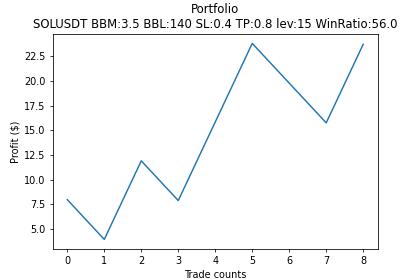 Portfolio
SOLUSDT BBM:3.5 BBL:140 SL:0.4 TP:0.8 lev:15 WinRatio:56.0
22.5
20.0
17.5
15.0
12.5
10.0
7.5
5.0
Profit ($)
0 1 2 3 4 5 6 7 8
Trade counts